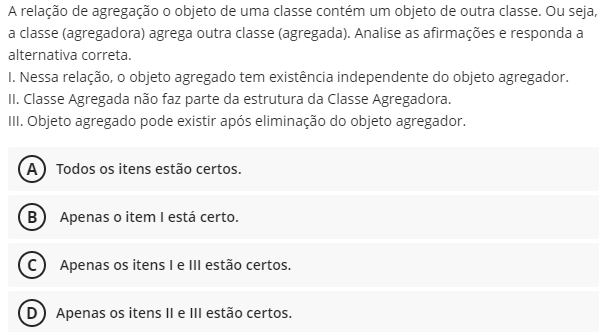 A relação de agregação o objeto de uma classe contém um objeto de outra classe. Ou seja,
a classe (agregadora) agrega outra classe (agregada). Analise as afirmações e responda a
alternativa correta.
I. Nessa relação, o objeto agregado tem existência independente do objeto agregador.
II. Classe Agregada não faz parte da estrutura da Classe Agregadora.
III. Objeto agregado pode existir após eliminação do objeto agregador.
A Todos os itens estão certos.
B Apenas o item I está certo.
C Apenas os itens I e III estão certos.
D Apenas os itens II e III estão certos.